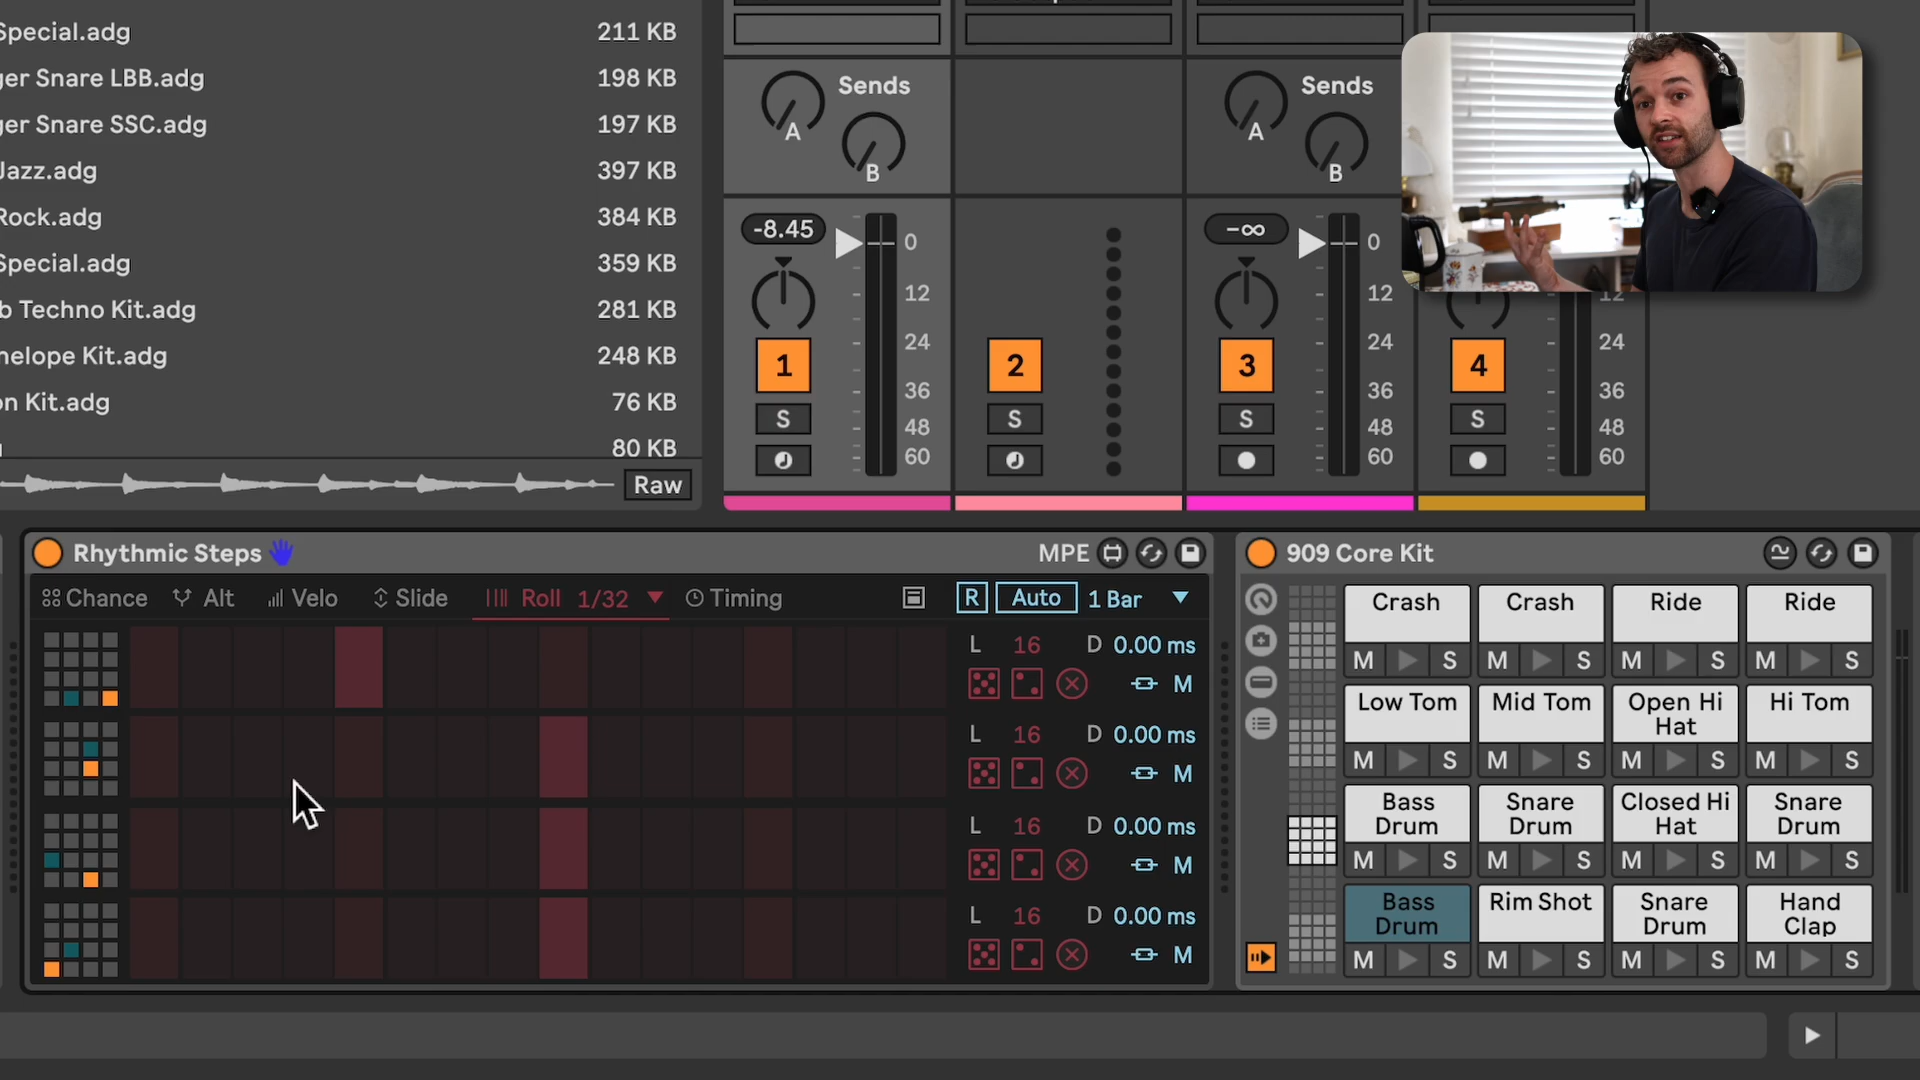 Special.adg 211 KB
ger Snare LBB.adg 198 KB
ger Snare SSC.adg 197 KB
Jazz.adg 397 KB
Rock.adg 384 KB
Special.adg 359 KB
b Techno Kit.adg 281 KB
nelope Kit.adg 248 KB
on Kit.adg 76 KB
80 KB
Raw
Sends
A
B
-8.45
0
12
24
36
48
60
1
S
2
S
Sends
A
B
-∞
0
12
24
36
48
60
3
S
12
24
36
48
60
4
S
Rhythmic Steps MPE
Chance Alt Velo Slide Roll 1/32 Timing R Auto 1 Bar
L 16 D 0.00 ms
M
L 16 D 0.00 ms
M
L 16 D 0.00 ms
M
L 16 D 0.00 ms
M
909 Core Kit
Crash Crash Ride Ride
M S M S M S M S
Low Tom Mid Tom Open Hi Hat Hi Tom
M S M S M S M S
Bass Drum Snare Drum Closed Hi Hat Snare Drum
M S M S M S M S
Bass Drum Rim Shot Snare Drum Hand Clap
M S M S M S M S